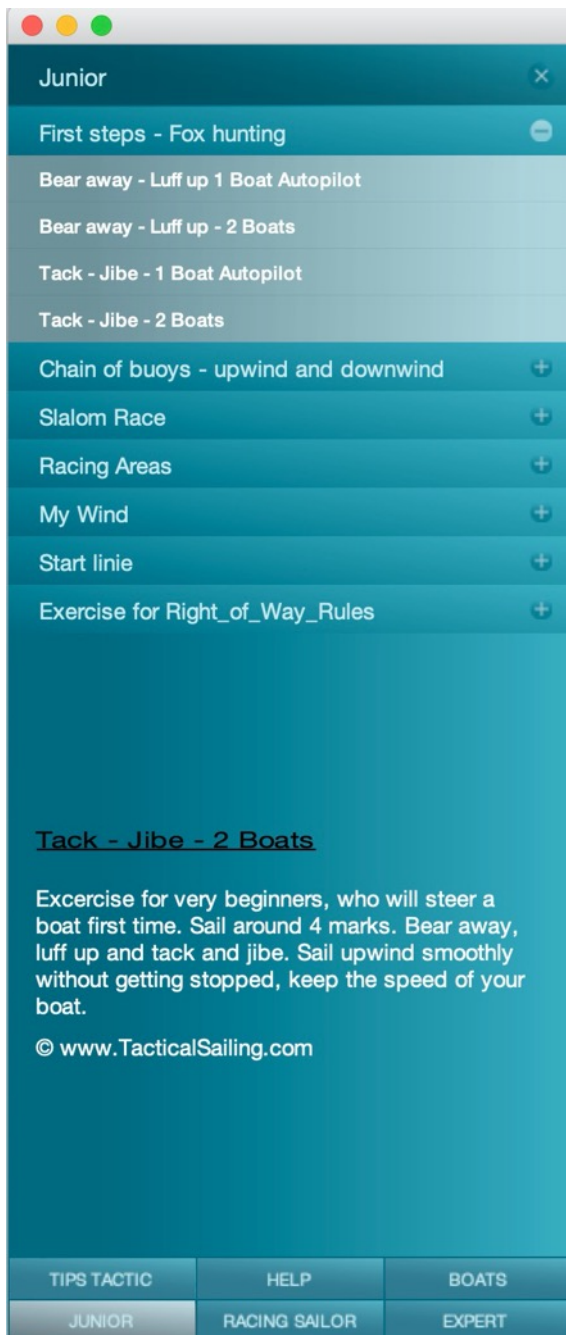 Junior
First steps - Fox hunting
Bear away - Luff up 1 Boat Autopilot
Bear away - Luff up - 2 Boats
Tack - Jibe - 1 Boat Autopilot
Tack - Jibe - 2 Boats
Chain of buoys - upwind and downwind
Slalom Race
Racing Areas
My Wind
Start linie
Exercise for Right_of_Way_Rules
Tack - Jibe - 2 Boats
Excercise for very beginners, who will steer a
boat first time. Sail around 4 marks. Bear away,
luff up and tack and jibe. Sail upwind smoothly
without getting stopped, keep the speed of your
boat.
© www.TacticalSailing.com
TIPS TACTIC HELP BOATS
JUNIOR RACING SAILOR EXPERT